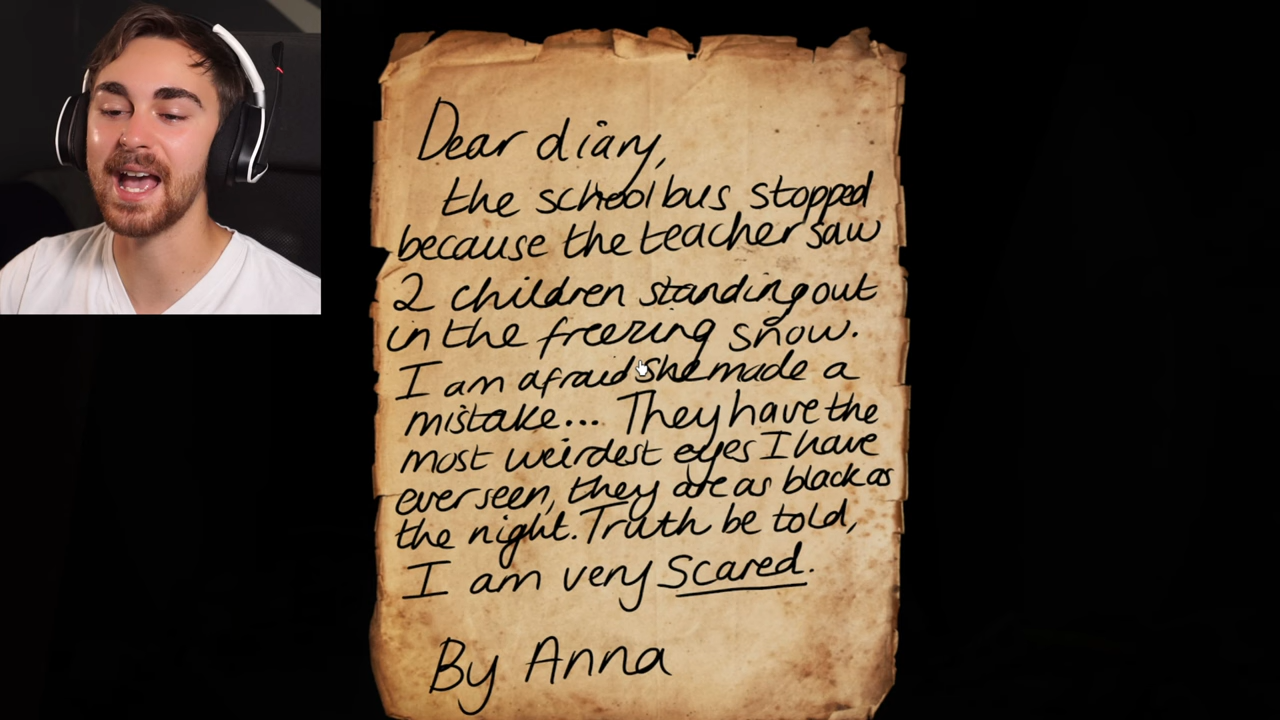 Dear diary,
the school bus stopped
because the teacher saw
2 children standing out
in the freezing snow.
I am afraid she made a
mistake... They have the
most weirdest eyes I have
ever seen, they are as black as
the night. Truth be told,
I am very scared.
By Anna